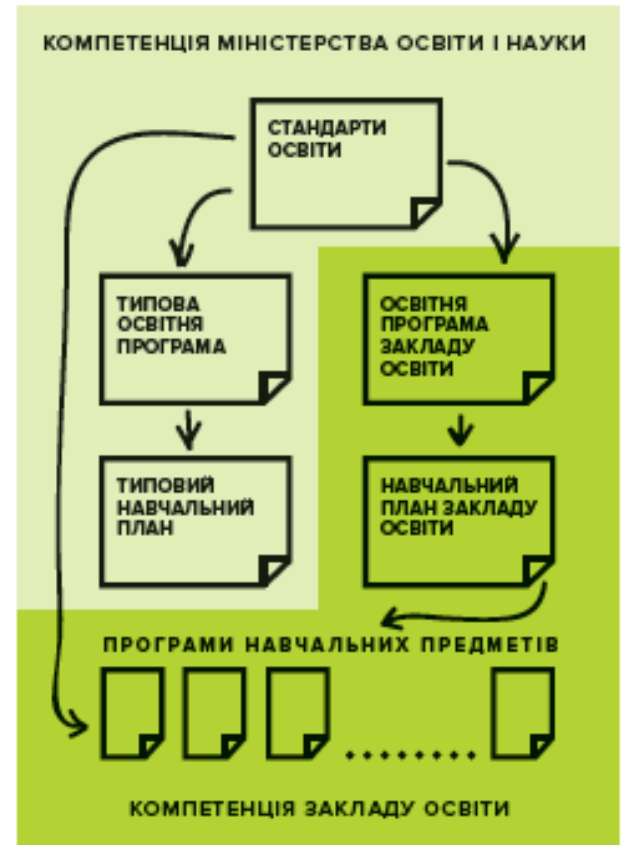 КОМПЕТЕНЦІЯ МІНІСТЕРСТВА ОСВІТИ І НАУКИ
СТАНДАРТИ
ОСВІТИ
ТИПОВА
ОСВІТНЯ
ПРОГРАМА
ОСВІТНЯ
ПРОГРАМА
ЗАКЛАДУ
ОСВІТИ
ТИПОВИЙ
НАВЧАЛЬНИЙ
ПЛАН
НАВЧАЛЬНИЙ
ПЛАН ЗАКЛАДУ
ОСВІТИ
ПРОГРАМИ НАВЧАЛЬНИХ ПРЕДМЕТІВ
КОМПЕТЕНЦІЯ ЗАКЛАДУ ОСВІТИ